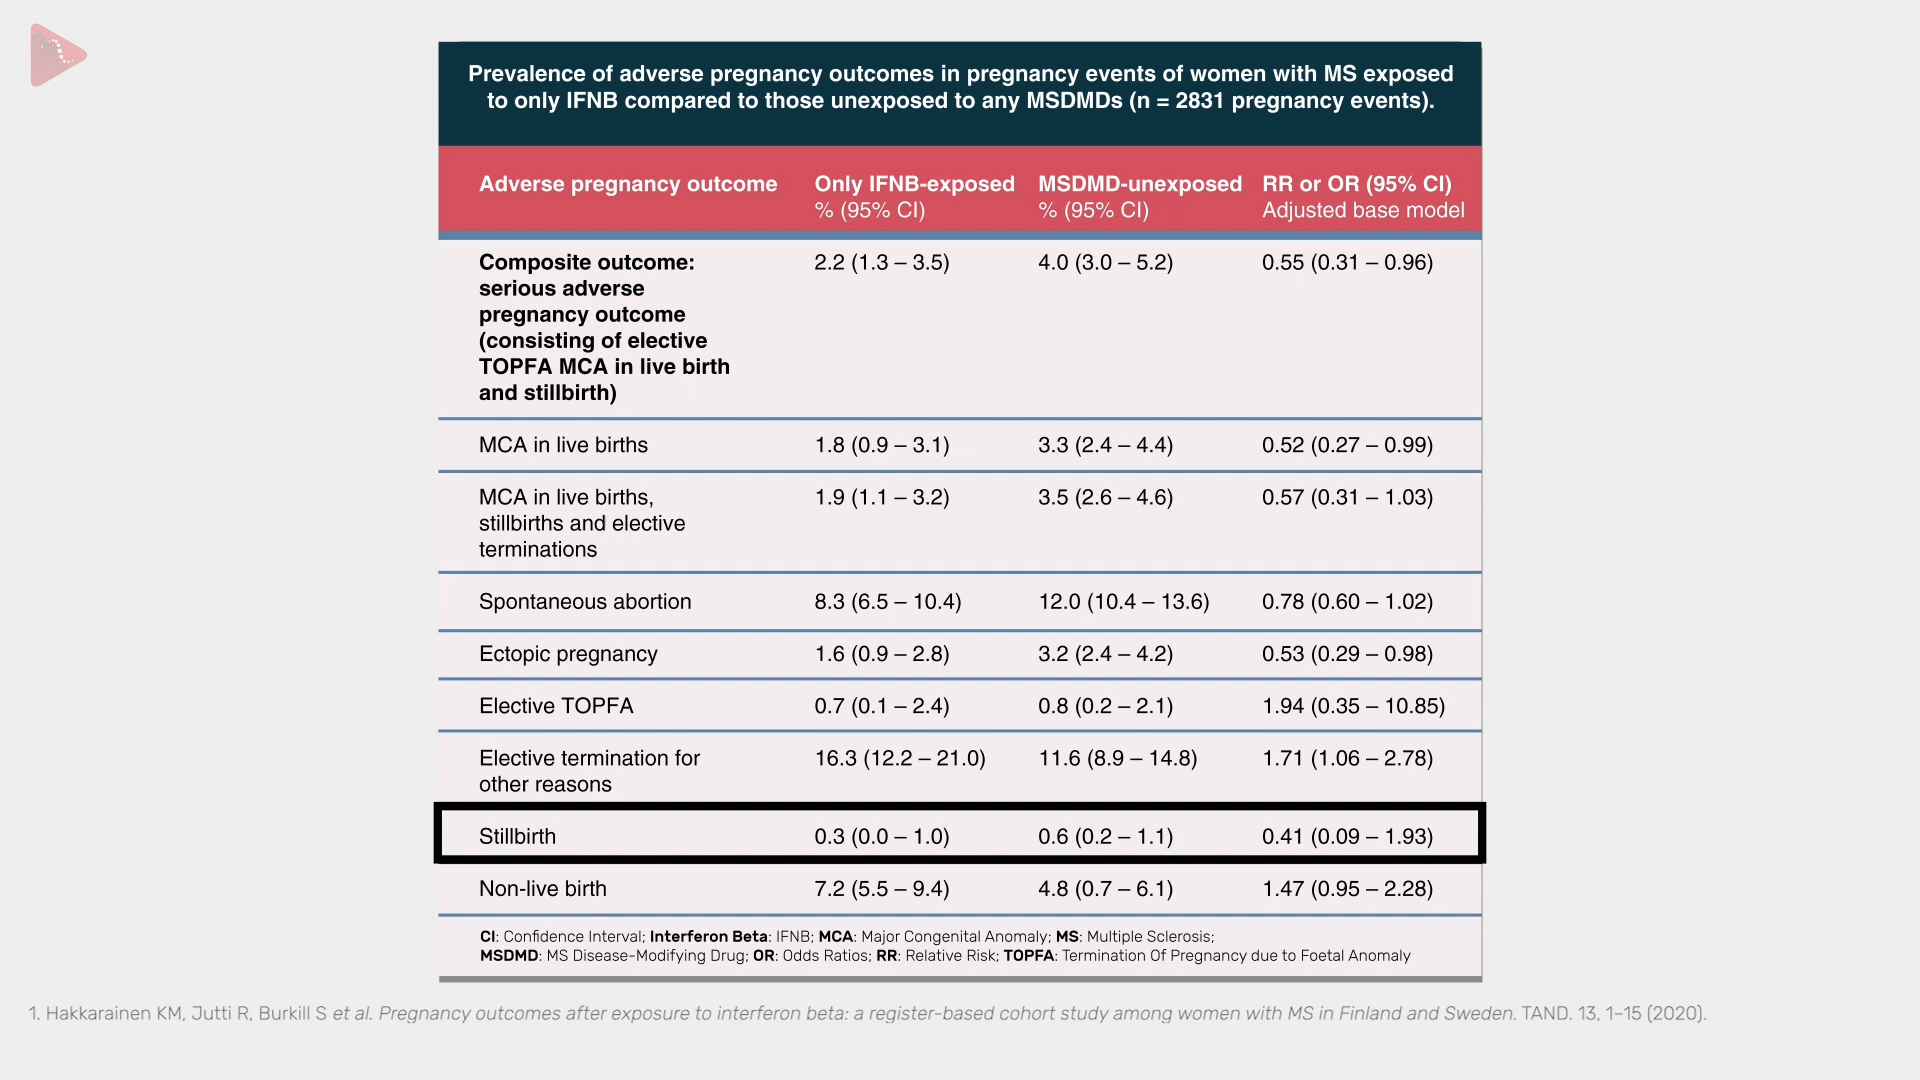 Prevalence of adverse pregnancy outcomes in pregnancy events of women with MS exposed
to only IFNB compared to those unexposed to any MSDMDs (n = 2831 pregnancy events).
Adverse pregnancy outcome Only IFNB-exposed MSDMD-unexposed RR or OR (95% CI)
% (95% CI) % (95% CI) Adjusted base model
Composite outcome: 2.2 (1.3 – 3.5) 4.0 (3.0 – 5.2) 0.55 (0.31 – 0.96)
serious adverse
pregnancy outcome
(consisting of elective
TOPFA MCA in live birth
and stillbirth)
MCA in live births 1.8 (0.9 – 3.1) 3.3 (2.4 – 4.4) 0.52 (0.27 – 0.99)
MCA in live births, 1.9 (1.1 – 3.2) 3.5 (2.6 – 4.6) 0.57 (0.31 – 1.03)
stillbirths and elective
terminations
Spontaneous abortion 8.3 (6.5 – 10.4) 12.0 (10.4 – 13.6) 0.78 (0.60 – 1.02)
Ectopic pregnancy 1.6 (0.9 – 2.8) 3.2 (2.4 – 4.2) 0.53 (0.29 – 0.98)
Elective TOPFA 0.7 (0.1 – 2.4) 0.8 (0.2 – 2.1) 1.94 (0.35 – 10.85)
Elective termination for 16.3 (12.2 – 21.0) 11.6 (8.9 – 14.8) 1.71 (1.06 – 2.78)
other reasons
Stillbirth 0.3 (0.0 – 1.0) 0.6 (0.2 – 1.1) 0.41 (0.09 – 1.93)
Non-live birth 7.2 (5.5 – 9.4) 4.8 (0.7 – 6.1) 1.47 (0.95 – 2.28)
CI: Confidence Interval; Interferon Beta: IFNB; MCA: Major Congenital Anomaly; MS: Multiple Sclerosis;
MSDMD: MS Disease-Modifying Drug; OR: Odds Ratios; RR: Relative Risk; TOPFA: Termination Of Pregnancy due to Foetal Anomaly
1. Hakkarainen KM, Jutti R, Burkill S et al. Pregnancy outcomes after exposure to interferon beta: a register-based cohort study among women with MS in Finland and Sweden. TAND. 13, 1–15 (2020).